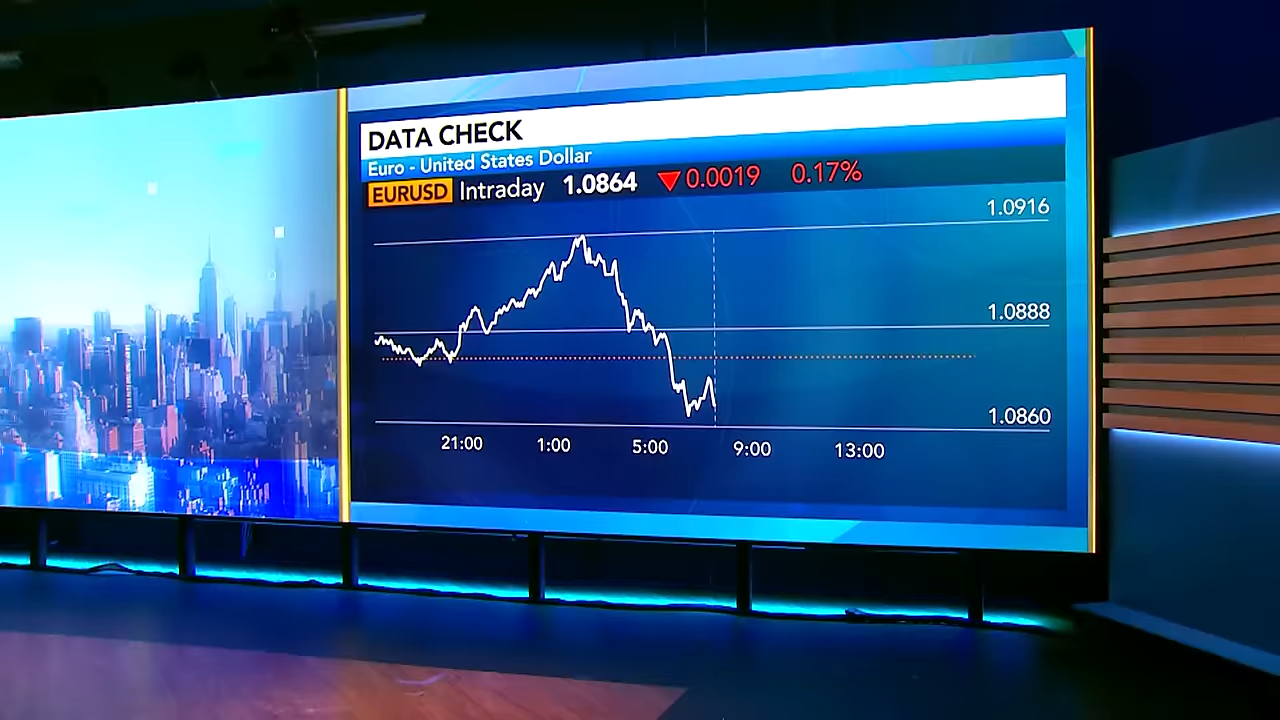 DATA CHECK
Euro - United States Dollar
EURUSD Intraday 1.0864 ▼0.0019 0.17%
1.0916
1.0888
1.0860
21:00 1:00 5:00 9:00 13:00